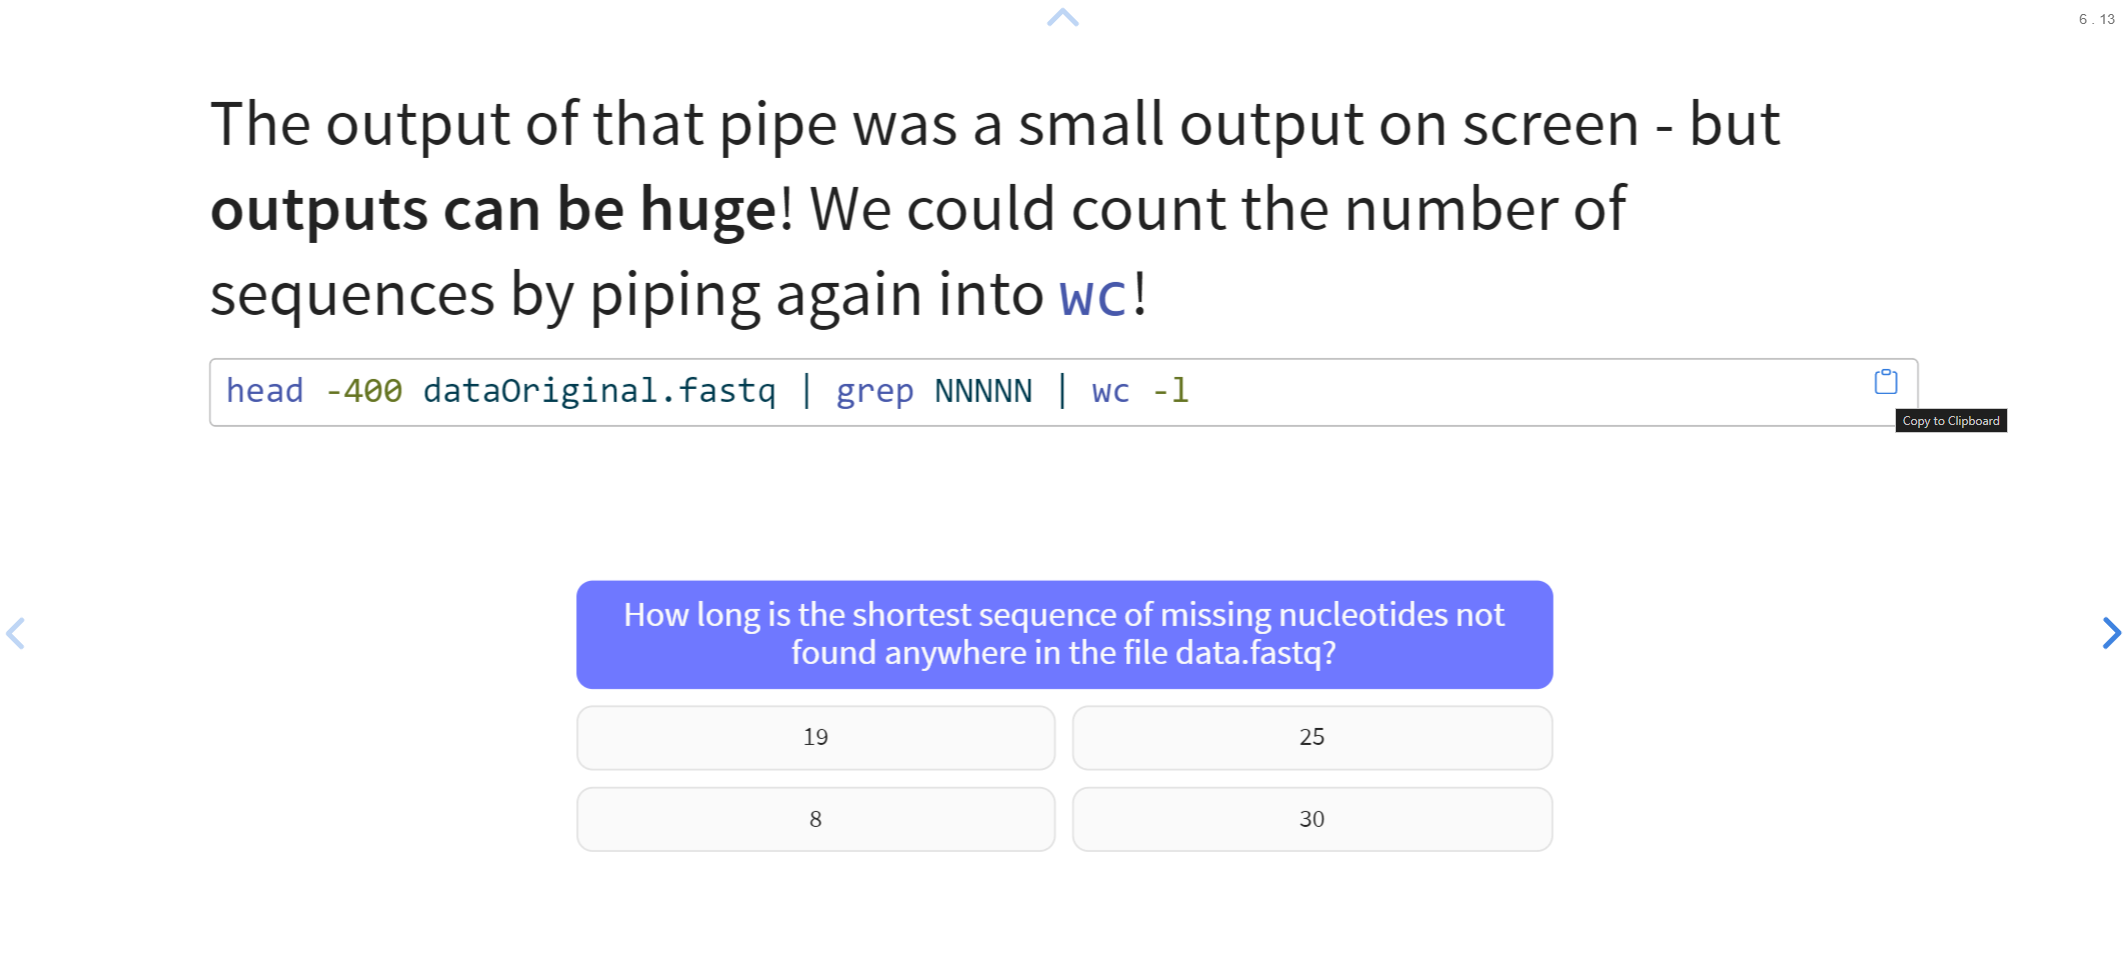 6 . 13
The output of that pipe was a small output on screen - but
outputs can be huge! We could count the number of
sequences by piping again into wc!
head -400 dataOriginal.fastq | grep NNNNN | wc -l
Copy to Clipboard
How long is the shortest sequence of missing nucleotides not
found anywhere in the file data.fastq?
19
25
8
30